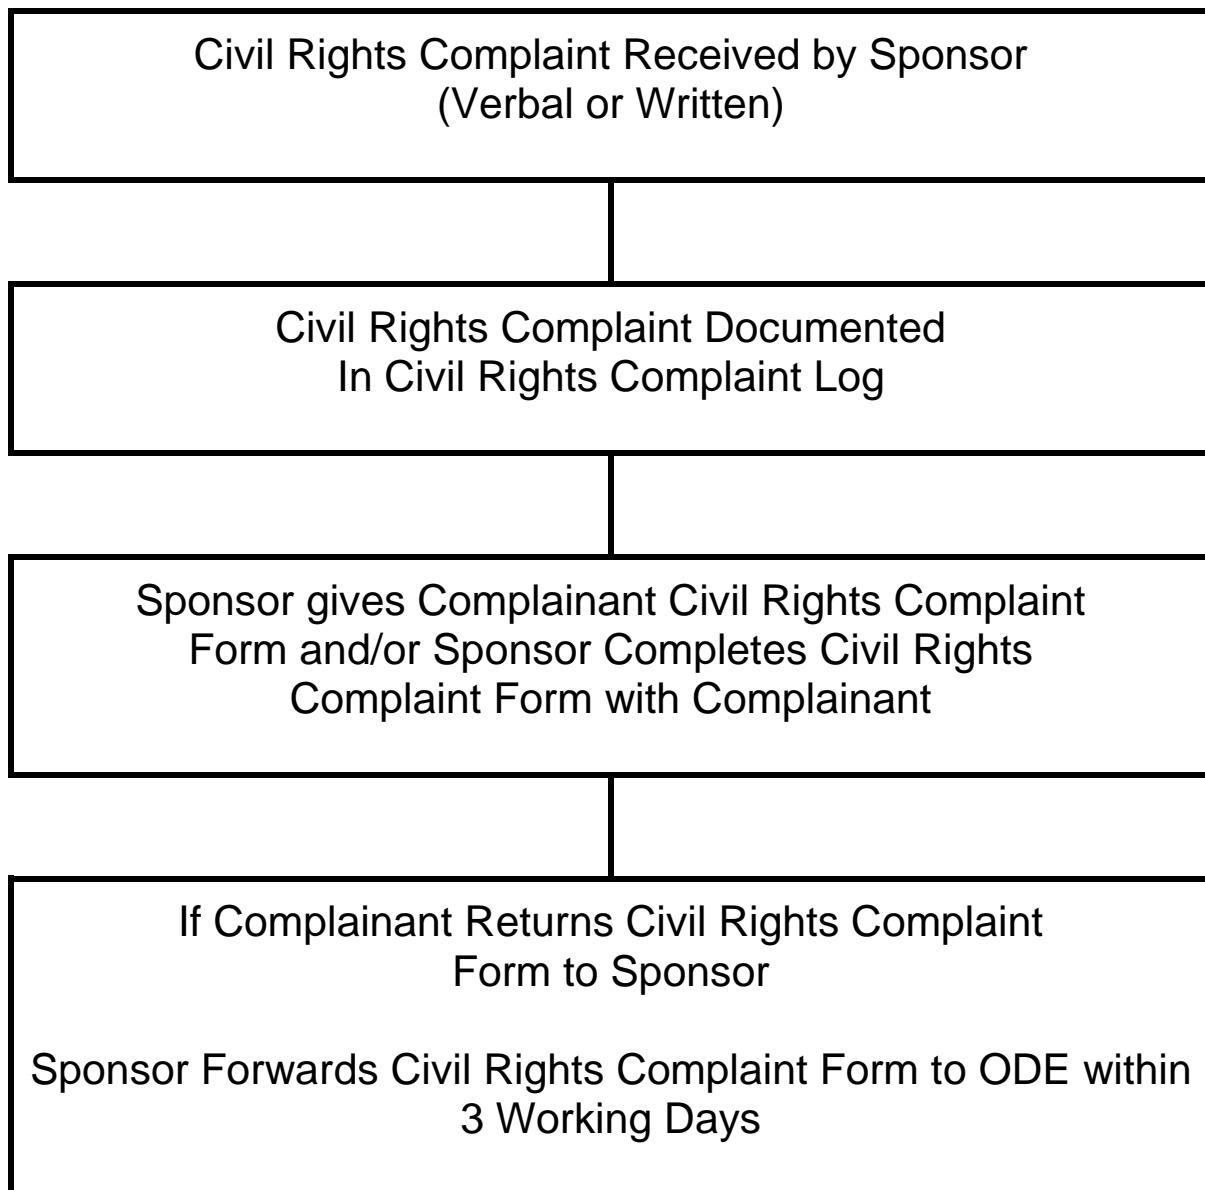 Civil Rights Complaint Received by Sponsor
(Verbal or Written)
Civil Rights Complaint Documented
In Civil Rights Complaint Log
Sponsor gives Complainant Civil Rights Complaint
Form and/or Sponsor Completes Civil Rights
Complaint Form with Complainant
If Complainant Returns Civil Rights Complaint
Form to Sponsor
Sponsor Forwards Civil Rights Complaint Form to ODE within
3 Working Days